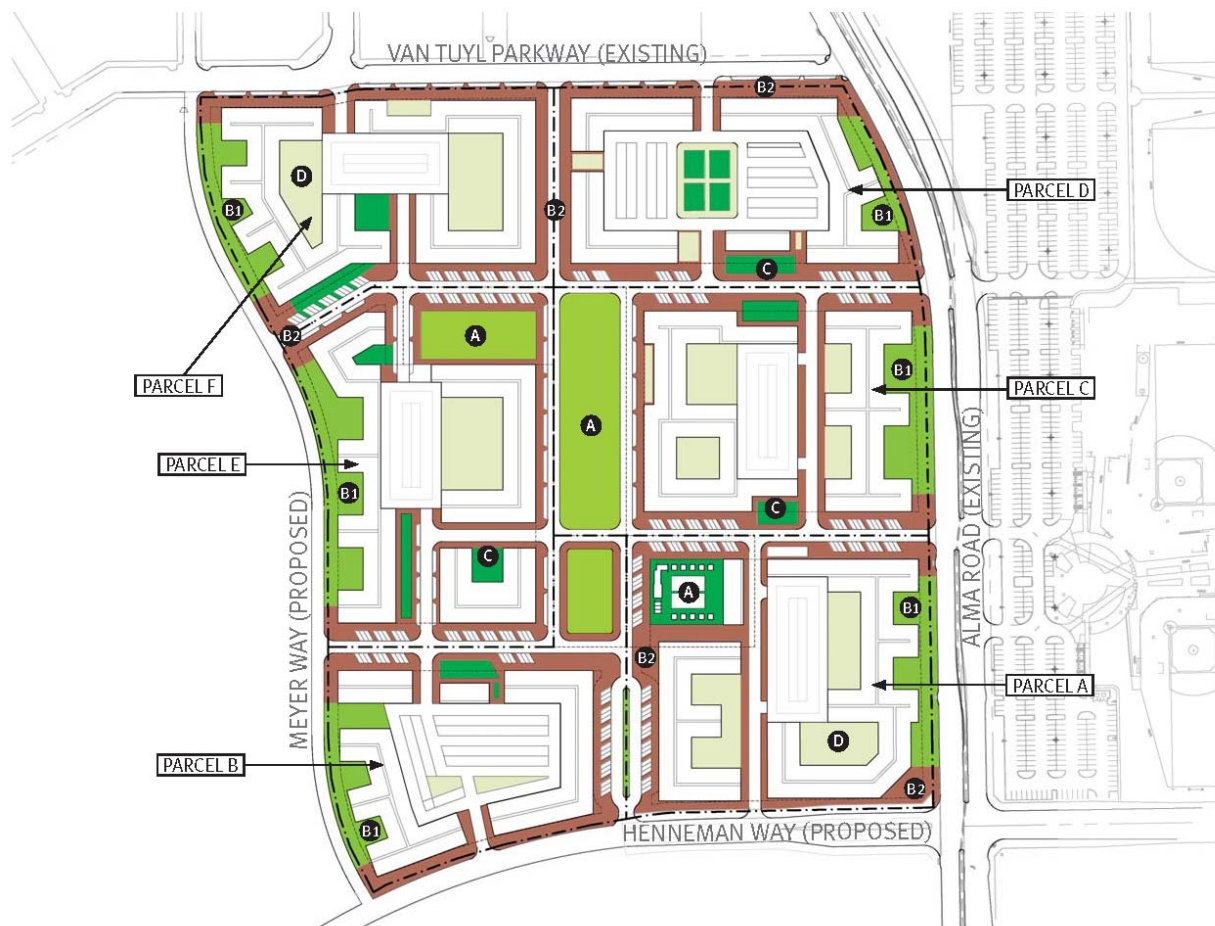 VAN TUYL PARKWAY (EXISTING)
B2
D
PARCEL D
B1
B2
B1
C
B2
A
B1
PARCEL F
PARCEL C
A
PARCEL E
B1
ALMA ROAD (EXISTING)
C
C
MEYER WAY (PROPOSED)
A
B1
B2
PARCEL A
D
PARCEL B
B2
B1
HENNEMAN WAY (PROPOSED)